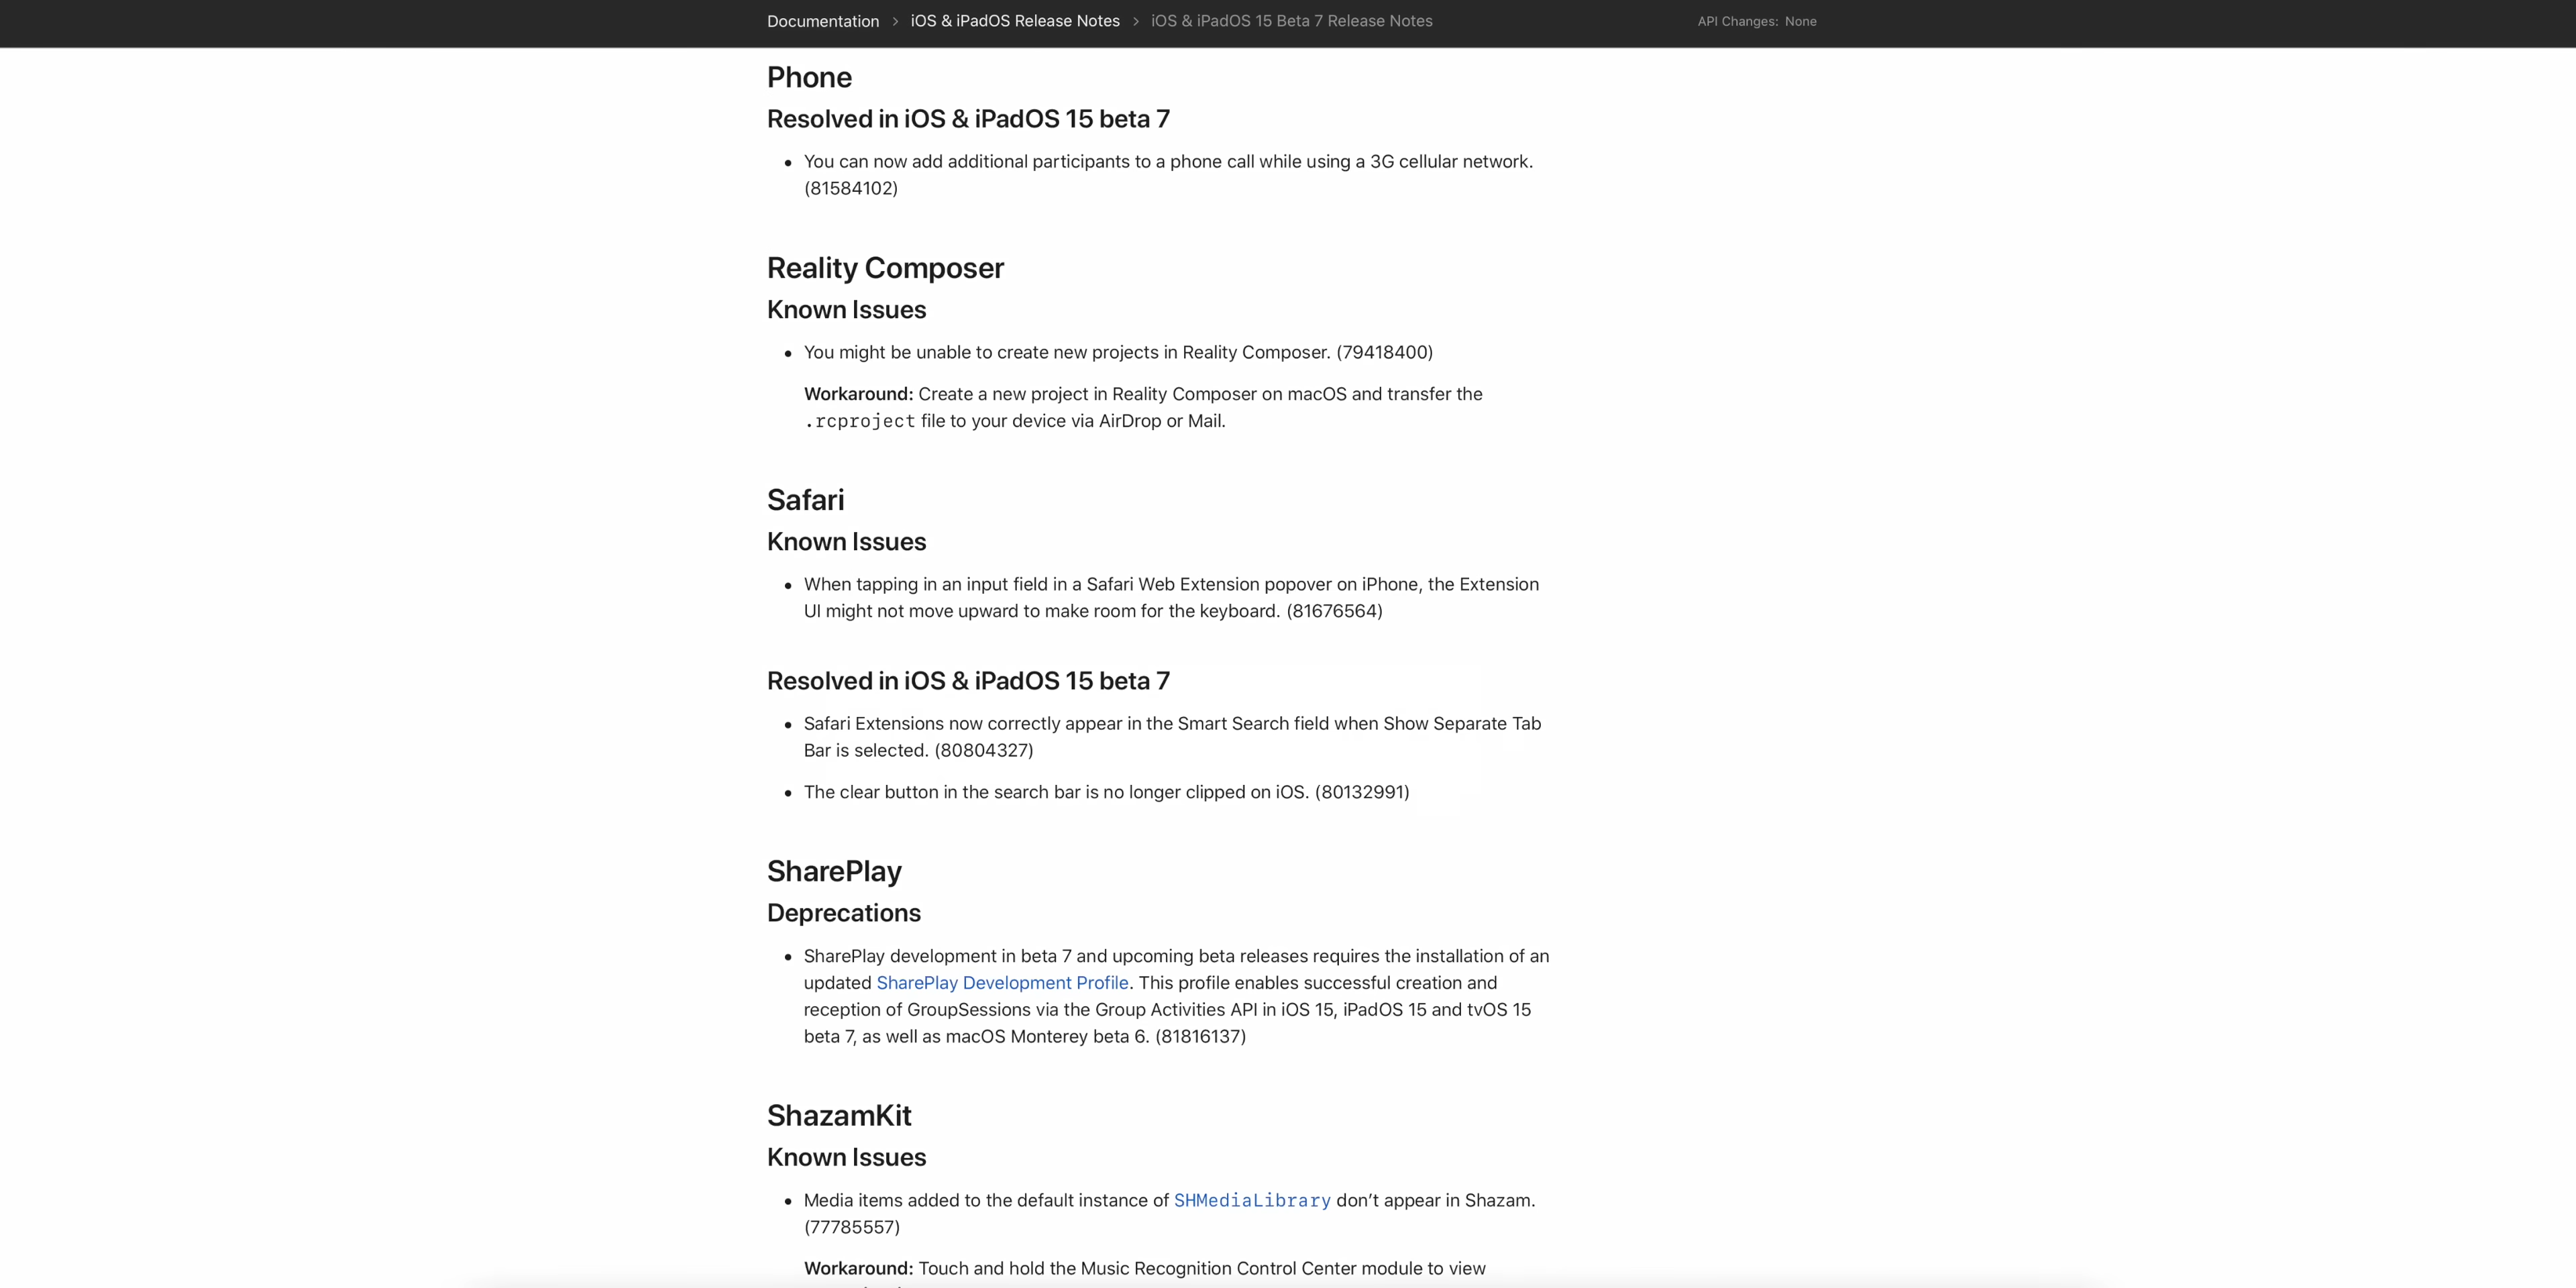 Documentation > iOS & iPadOS Release Notes > iOS & iPadOS 15 Beta 7 Release Notes API Changes: None
Phone
Resolved in iOS & iPadOS 15 beta 7
• You can now add additional participants to a phone call while using a 3G cellular network.
(81584102)
Reality Composer
Known Issues
• You might be unable to create new projects in Reality Composer. (79418400)
Workaround: Create a new project in Reality Composer on macOS and transfer the
.rcproject file to your device via AirDrop or Mail.
Safari
Known Issues
• When tapping in an input field in a Safari Web Extension popover on iPhone, the Extension
UI might not move upward to make room for the keyboard. (81676564)
Resolved in iOS & iPadOS 15 beta 7
• Safari Extensions now correctly appear in the Smart Search field when Show Separate Tab
Bar is selected. (80804327)
• The clear button in the search bar is no longer clipped on iOS. (80132991)
SharePlay
Deprecations
• SharePlay development in beta 7 and upcoming beta releases requires the installation of an
updated SharePlay Development Profile. This profile enables successful creation and
reception of GroupSessions via the Group Activities API in iOS 15, iPadOS 15 and tvOS 15
beta 7, as well as macOS Monterey beta 6. (81816137)
ShazamKit
Known Issues
• Media items added to the default instance of SHMediaLibrary don’t appear in Shazam.
(77785557)
Workaround: Touch and hold the Music Recognition Control Center module to view